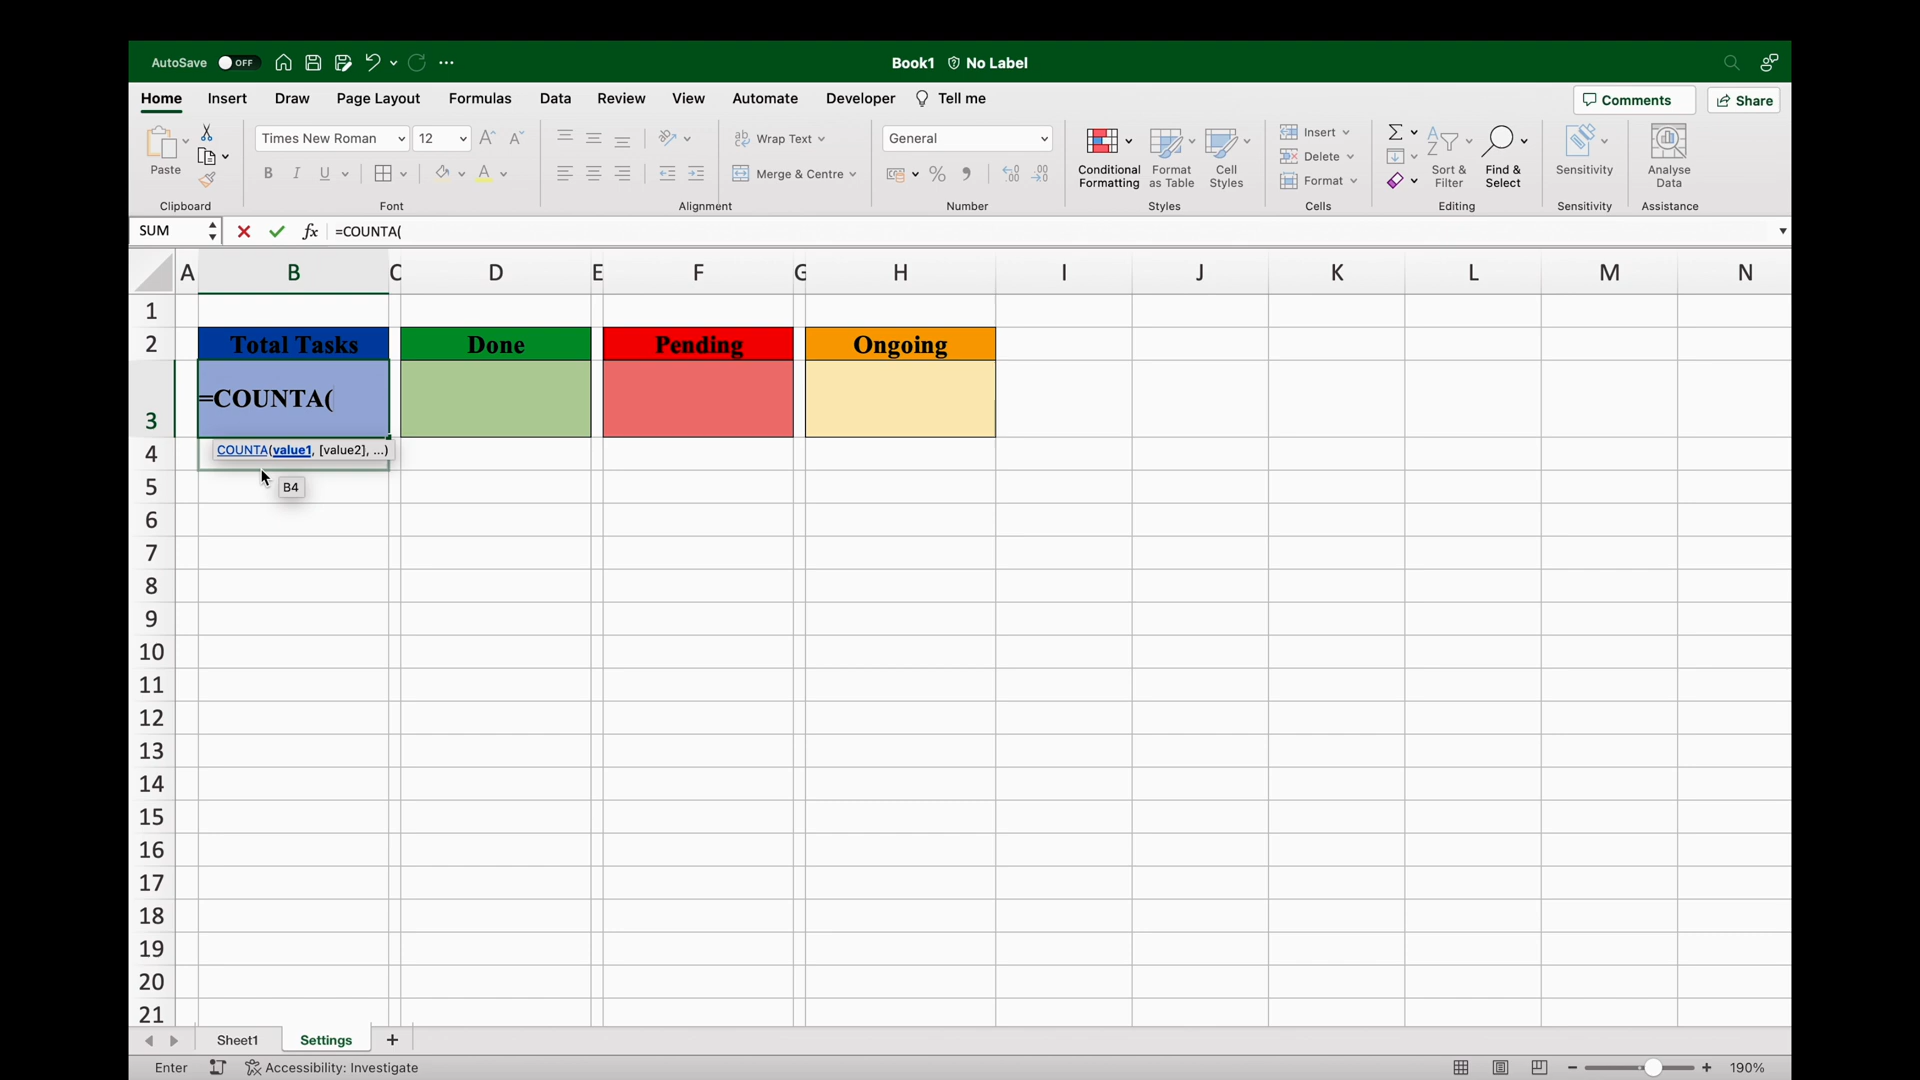 AutoSave OFF
Book1 No Label
Home Insert Draw Page Layout Formulas Data Review View Automate Developer Tell me
Comments Share
Paste
Clipboard
Times New Roman 12
B I U A
Font
Wrap Text
Merge & Centre
Alignment
General
%
Number
Conditional Formatting
Format as Table
Cell Styles
Styles
Insert
Delete
Format
Cells
Sort & Filter
Find & Select
Editing
Sensitivity
Sensitivity
Analyse Data
Assistance
SUM fx =COUNTA(
A B C D E F G H I J K L M N
1
2 Total Tasks Done Pending Ongoing
3 =COUNTA(
COUNTA(value1, [value2], ...)
4
5 B4
6
7
8
9
10
11
12
13
14
15
16
17
18
19
20
21
Sheet1 Settings +
Enter Accessibility: Investigate 190%